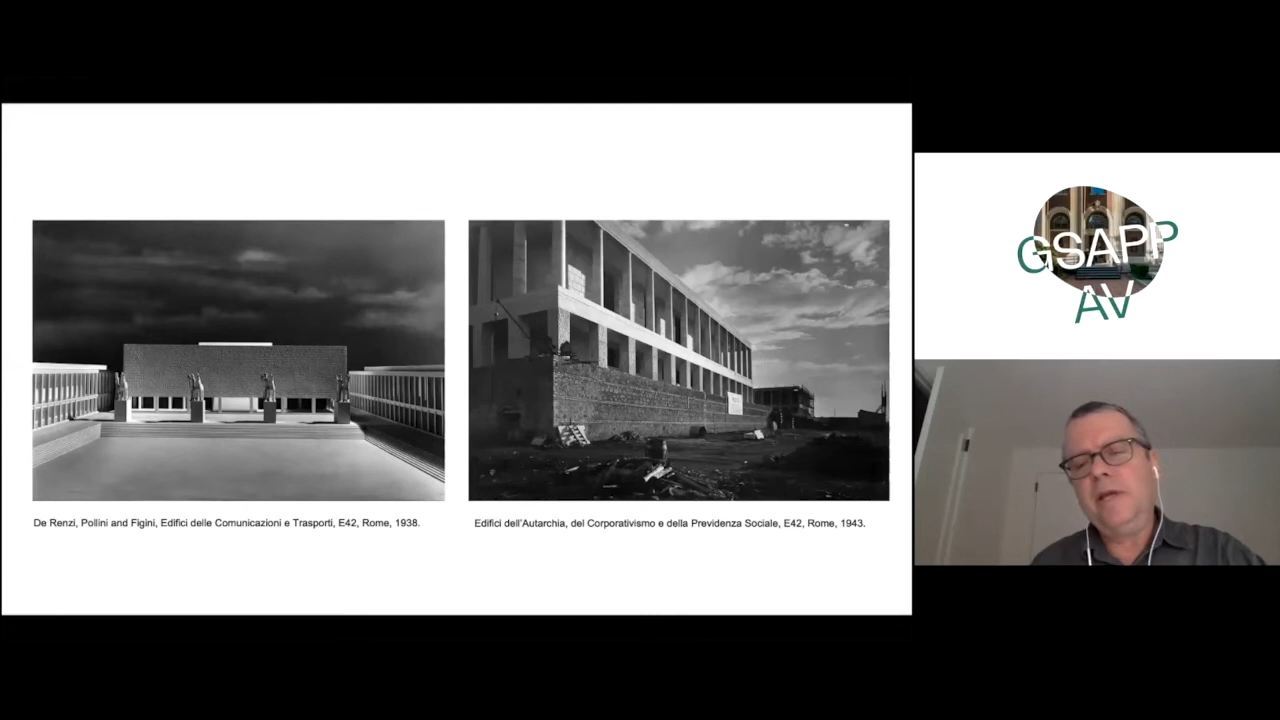 De Renzi, Pollini and Figini, Edifici delle Comunicazioni e Trasporti, E42, Rome, 1938.
Edifici dell'Autarchia, del Corporativismo e della Previdenza Sociale, E42, Rome, 1943.
GSAPP
AV